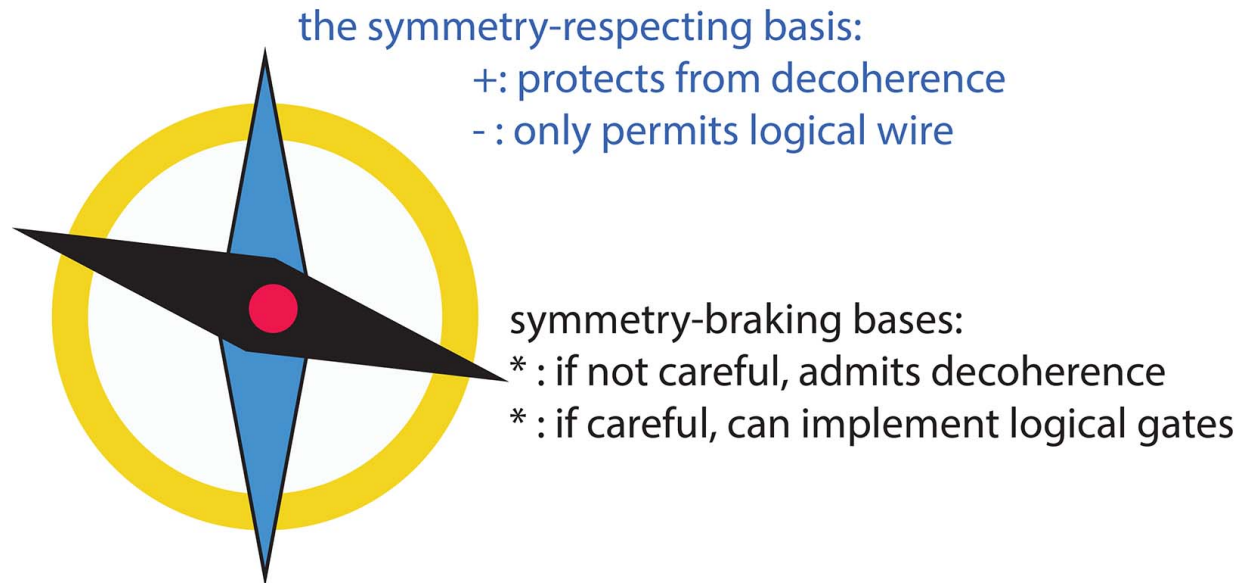 the symmetry-respecting basis:
+: protects from decoherence
- : only permits logical wire
symmetry-braking bases:
* : if not careful, admits decoherence
* : if careful, can implement logical gates